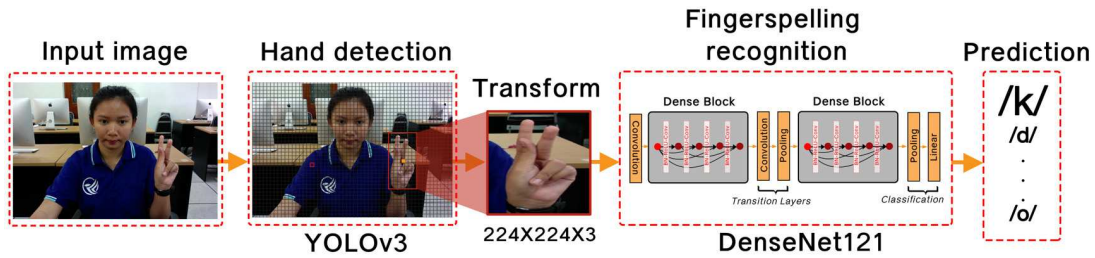 Input image
Hand detection
YOLOv3
Transform
224X224X3
Fingerspelling
recognition
Convolution
Dense Block
Convolution
Pooling
Transition Layers
Dense Block
Pooling
Linear
Classification
DenseNet121
Prediction
/k/
/d/
.
.
.
/o/